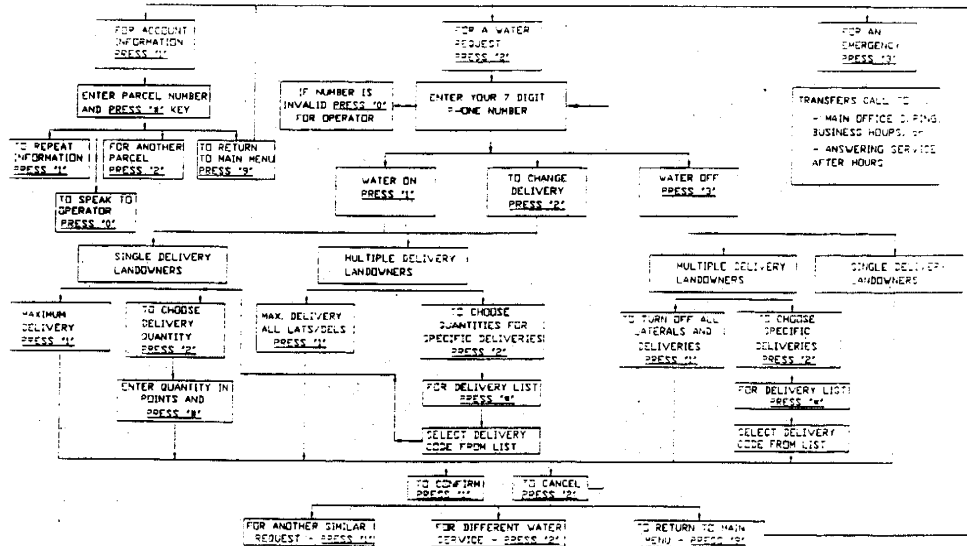 FOR ACCOUNT
INFORMATION
PRESS "1"
FOR A WATER
REQUEST
PRESS "2"
FOR AN
EMERGENCY
PRESS "3"
ENTER PARCEL NUMBER
AND PRESS "#" KEY
IF NUMBER IS
INVALID PRESS "0"
FOR OPERATOR
ENTER YOUR 7 DIGIT
PHONE NUMBER
TRANSFERS CALL TO
- MAIN OFFICE DURING
BUSINESS HOURS, or
- ANSWERING SERVICE
AFTER HOURS
TO REPEAT
INFORMATION
PRESS "1"
FOR ANOTHER
PARCEL
PRESS "2"
TO RETURN
TO MAIN MENU
PRESS "9"
TO SPEAK TO
OPERATOR
PRESS "0"
WATER ON
PRESS "1"
TO CHANGE
DELIVERY
PRESS "2"
WATER OFF
PRESS "3"
SINGLE DELIVERY
LANDOWNERS
MULTIPLE DELIVERY
LANDOWNERS
MULTIPLE DELIVERY
LANDOWNERS
SINGLE DELIVERY
LANDOWNERS
MAXIMUM
DELIVERY
PRESS "1"
TO CHOOSE
DELIVERY
QUANTITY
PRESS "2"
MAX. DELIVERY
ALL LATS/DELS
PRESS "1"
TO CHOOSE
QUANTITIES FOR
SPECIFIC DELIVERIES
PRESS "2"
TO TURN OFF ALL
LATERALS AND
DELIVERIES
PRESS "1"
TO CHOOSE
SPECIFIC
DELIVERIES
PRESS "2"
ENTER QUANTITY IN
POINTS AND
PRESS "#"
FOR DELIVERY LIST
PRESS "*"
FOR DELIVERY LIST
PRESS "*"
SELECT DELIVERY
CODE FROM LIST
SELECT DELIVERY
CODE FROM LIST
TO CONFIRM
PRESS "1"
TO CANCEL
PRESS "2"
FOR ANOTHER SIMILAR
REQUEST - PRESS "1"
FOR DIFFERENT WATER
SERVICE - PRESS "2"
TO RETURN TO MAIN
MENU - PRESS "9"